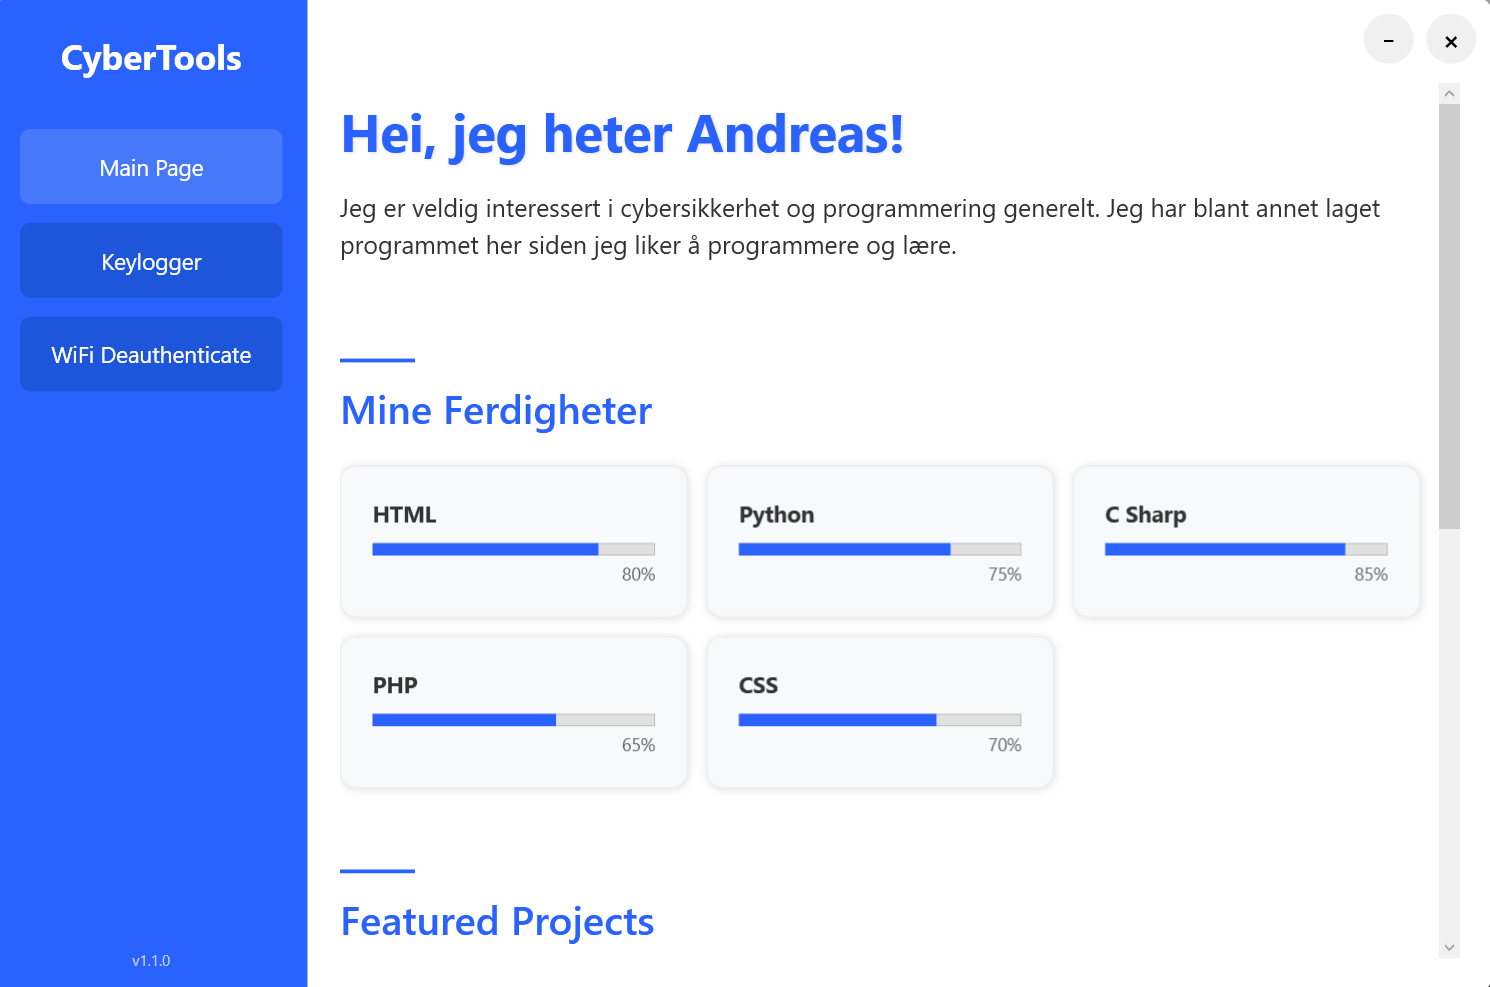 CyberTools
Main Page
Keylogger
WiFi Deauthenticate
v1.1.0
Hei, jeg heter Andreas!
Jeg er veldig interessert i cybersikkerhet og programmering generelt. Jeg har blant annet laget
programmet her siden jeg liker å programmere og lære.
Mine Ferdigheter
HTML
80%
Python
75%
C Sharp
85%
PHP
65%
CSS
70%
Featured Projects